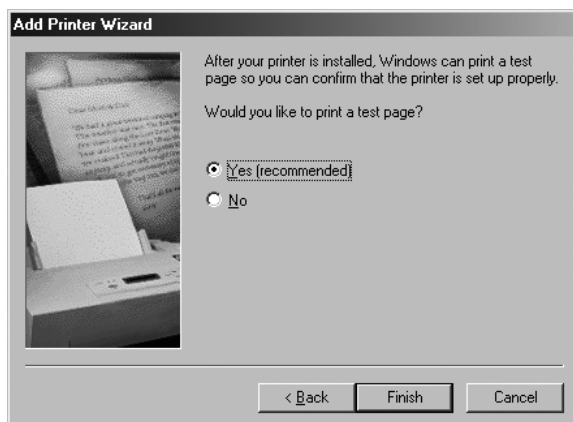 Add Printer Wizard
After your printer is installed, Windows can print a test
page so you can confirm that the printer is set up properly.
Would you like to print a test page?
Yes (recommended)
No
< Back
Finish
Cancel